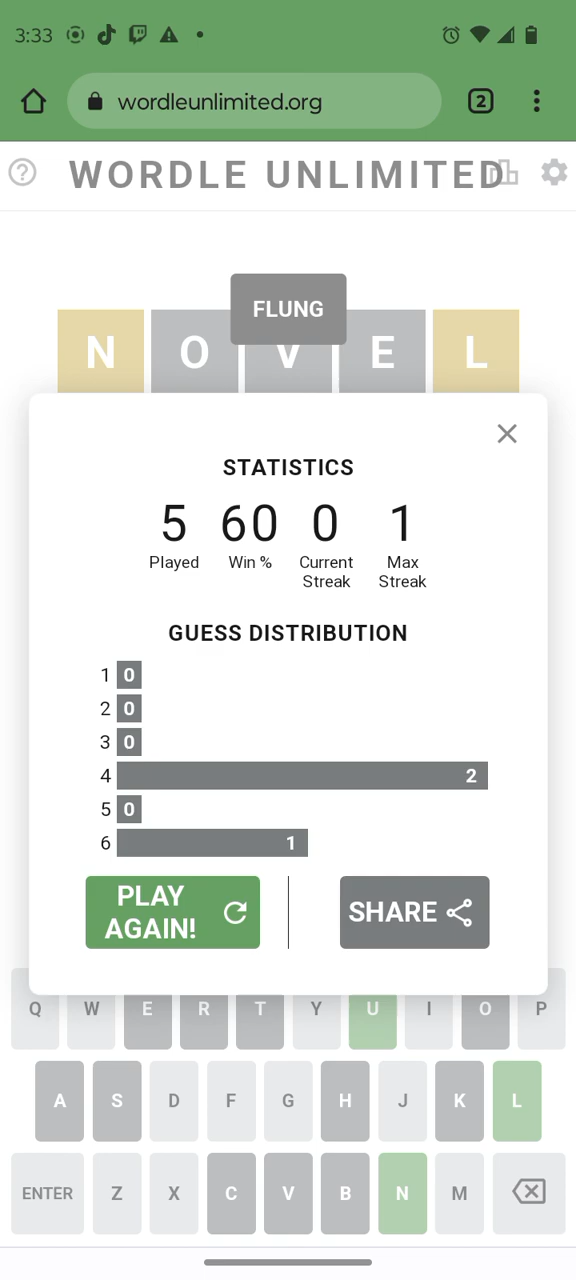 3:33
wordleunlimited.org
2
?
WORDLE UNLIMITED
FLUNG
N O V E L
STATISTICS
5 60 0 1
Played Win % Current Streak Max Streak
GUESS DISTRIBUTION
1 0
2 0
3 0
4 2
5 0
6 1
PLAY AGAIN!
SHARE
Q W E R T Y U I O P
A S D F G H J K L
ENTER Z X C V B N M